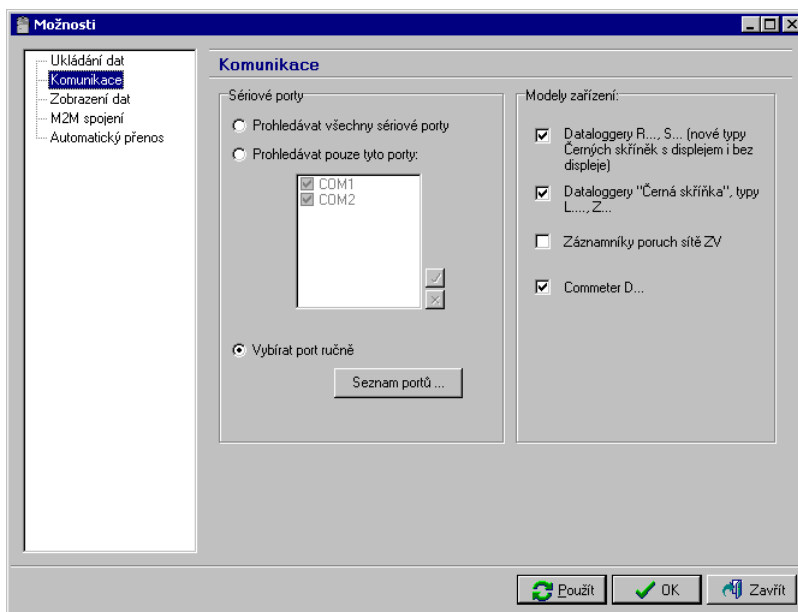 Možnosti
Ukládání dat
Komunikace
Zobrazení dat
M2M spojení
Automatický přenos
Komunikace
Sériové porty
Prohledávat všechny sériové porty
Prohledávat pouze tyto porty:
COM1
COM2
Vybírat port ručně
Seznam portů ...
Modely zařízení:
Dataloggery R..., S... (nové typy
Černých skříněk s displejem i bez
displeje)
Dataloggery "Černá skříňka", typy
L...., Z...
Záznamníky poruch sítě ZV
Commeter D...
Použít
OK
Zavřít